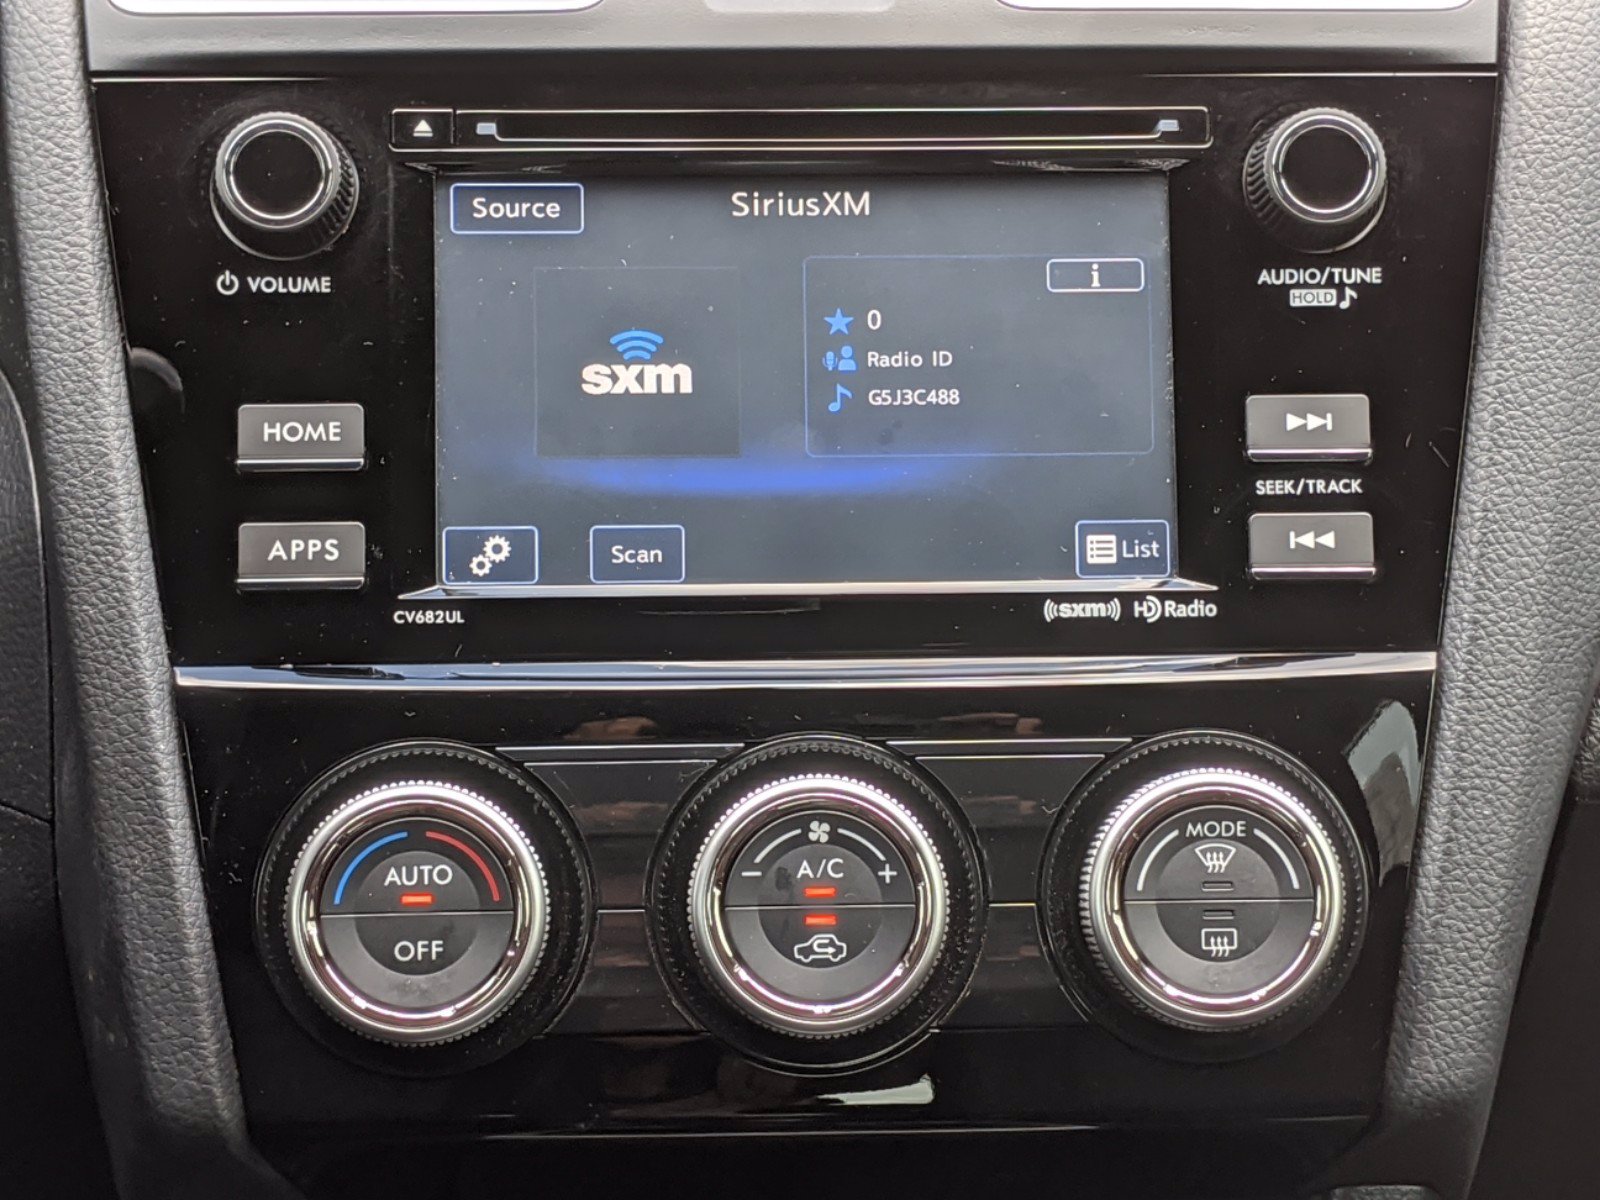 Source
SiriusXM
VOLUME
AUDIO/TUNE
HOLD
i
0
Radio ID
G5J3C488
sxm
HOME
SEEK/TRACK
APPS
Scan
List
CV682UL
sxm HD Radio
AUTO
OFF
A/C
- +
MODE